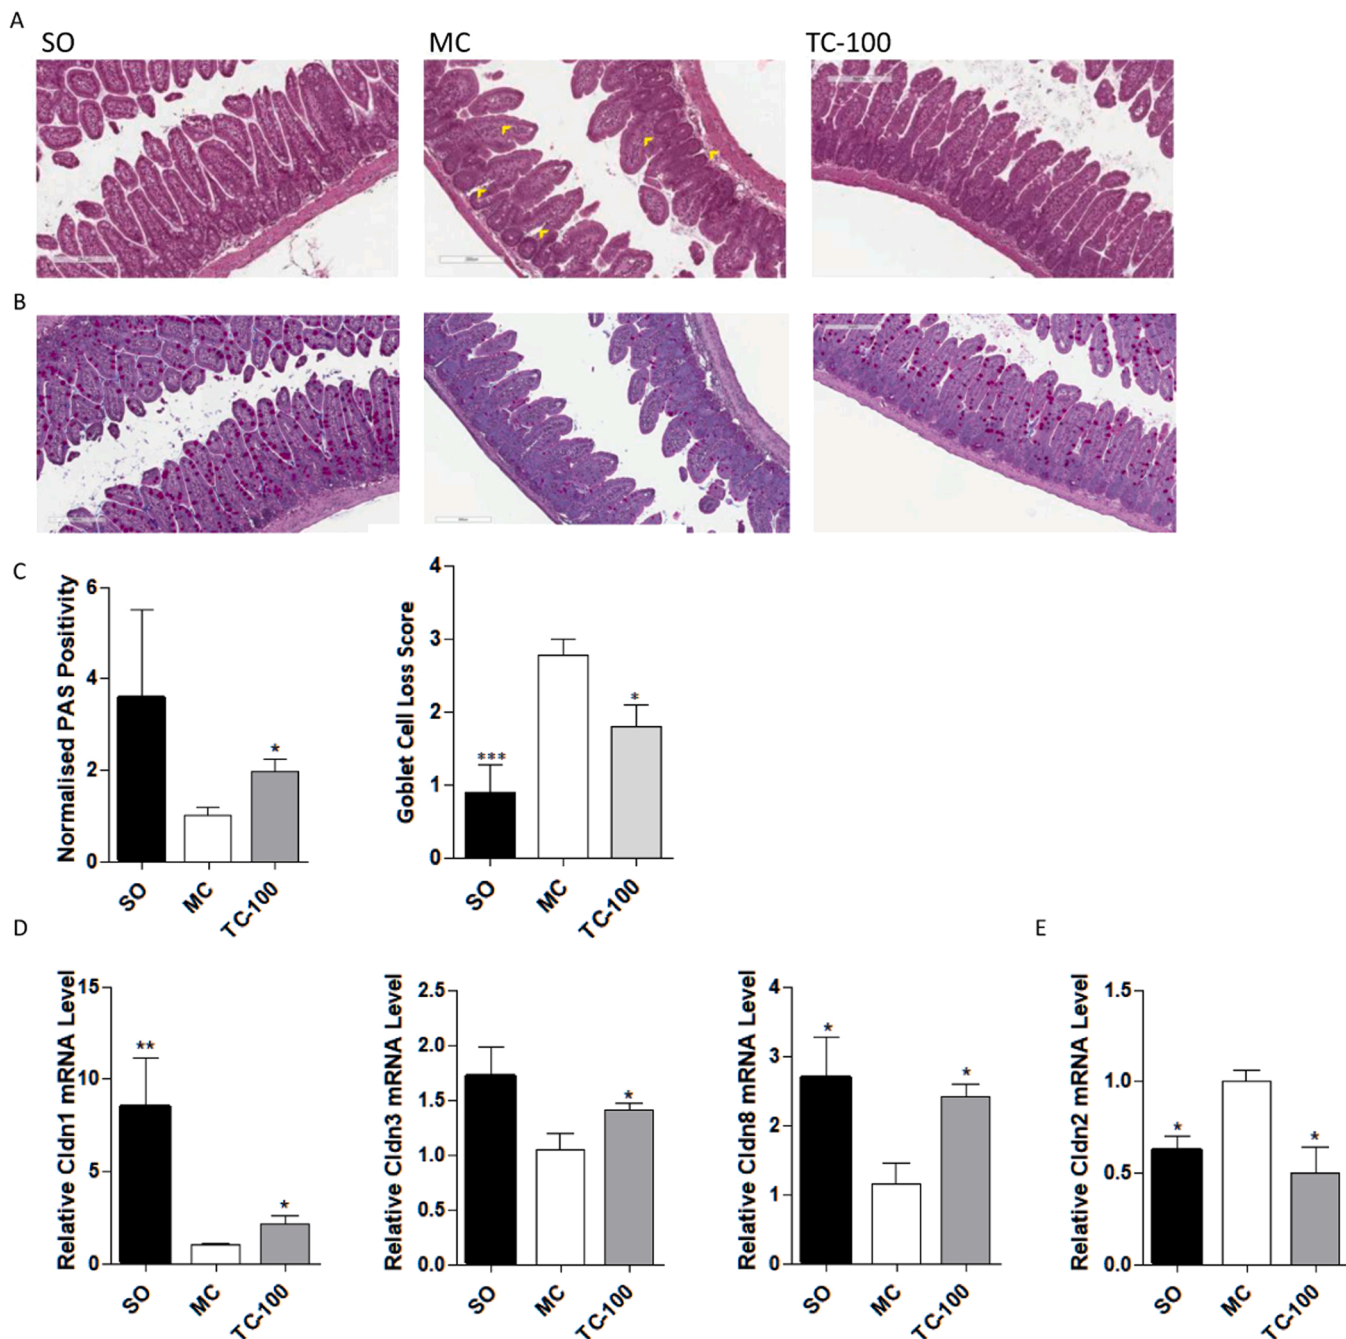 A
SO
MC
TC-100
B
C
Normalised PAS Positivity
6
4
2
0
SO
MC
TC-100
Goblet Cell Loss Score
4
3
2
1
0
***
*
SO
MC
TC-100
*
D
Relative Cldn1 mRNA Level
15
10
5
0
**
*
SO
MC
TC-100
Relative Cldn3 mRNA Level
2.5
2.0
1.5
1.0
0.5
0.0
*
SO
MC
TC-100
Relative Cldn8 mRNA Level
4
3
2
1
0
*
*
SO
MC
TC-100
E
Relative Cldn2 mRNA Level
1.5
1.0
0.5
0.0
*
*
SO
MC
TC-100